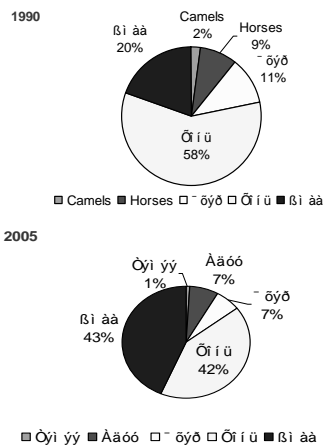 1990
Camels
2%
Horses
9%
¨ õýð
11%
Õî í ü
58%
ßì àà
20%
Camels Horses ¨ õýð Õî í ü ßì àà
2005
Òýì ýý
1%
Àäóó
7%
¨ õýð
7%
Õî í ü
42%
ßì àà
43%
Òýì ýý Àäóó ¨ õýð Õî í ü ßì àà